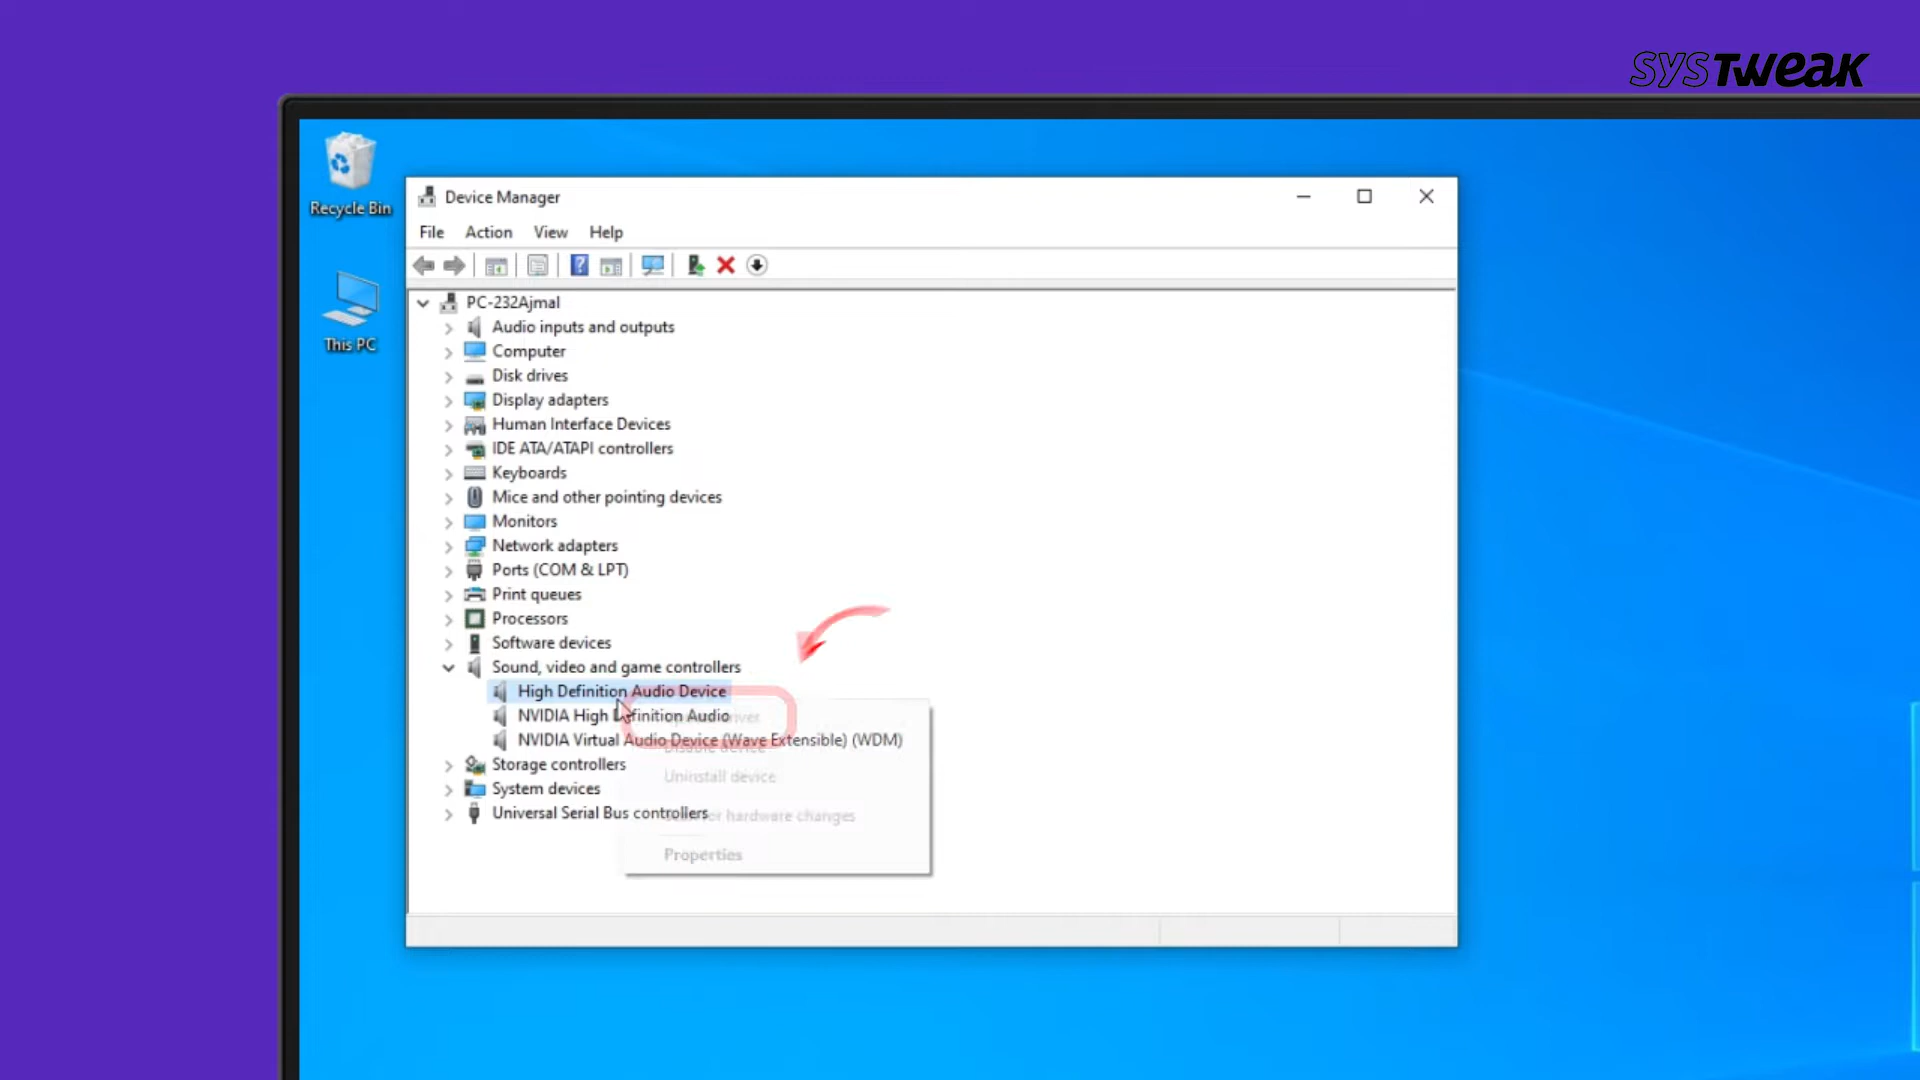 SYSTweak
Recycle Bin
This PC
Device Manager
File Action View Help
PC-232Ajmal
Audio inputs and outputs
Computer
Disk drives
Display adapters
Human Interface Devices
IDE ATA/ATAPI controllers
Keyboards
Mice and other pointing devices
Monitors
Network adapters
Ports (COM & LPT)
Print queues
Processors
Software devices
Sound, video and game controllers
High Definition Audio Device
NVIDIA High Definition Audio
NVIDIA Virtual Audio Device (Wave Extensible) (WDM)
Storage controllers
System devices
Universal Serial Bus controllers
Disable device
Uninstall device
hardware changes
Properties